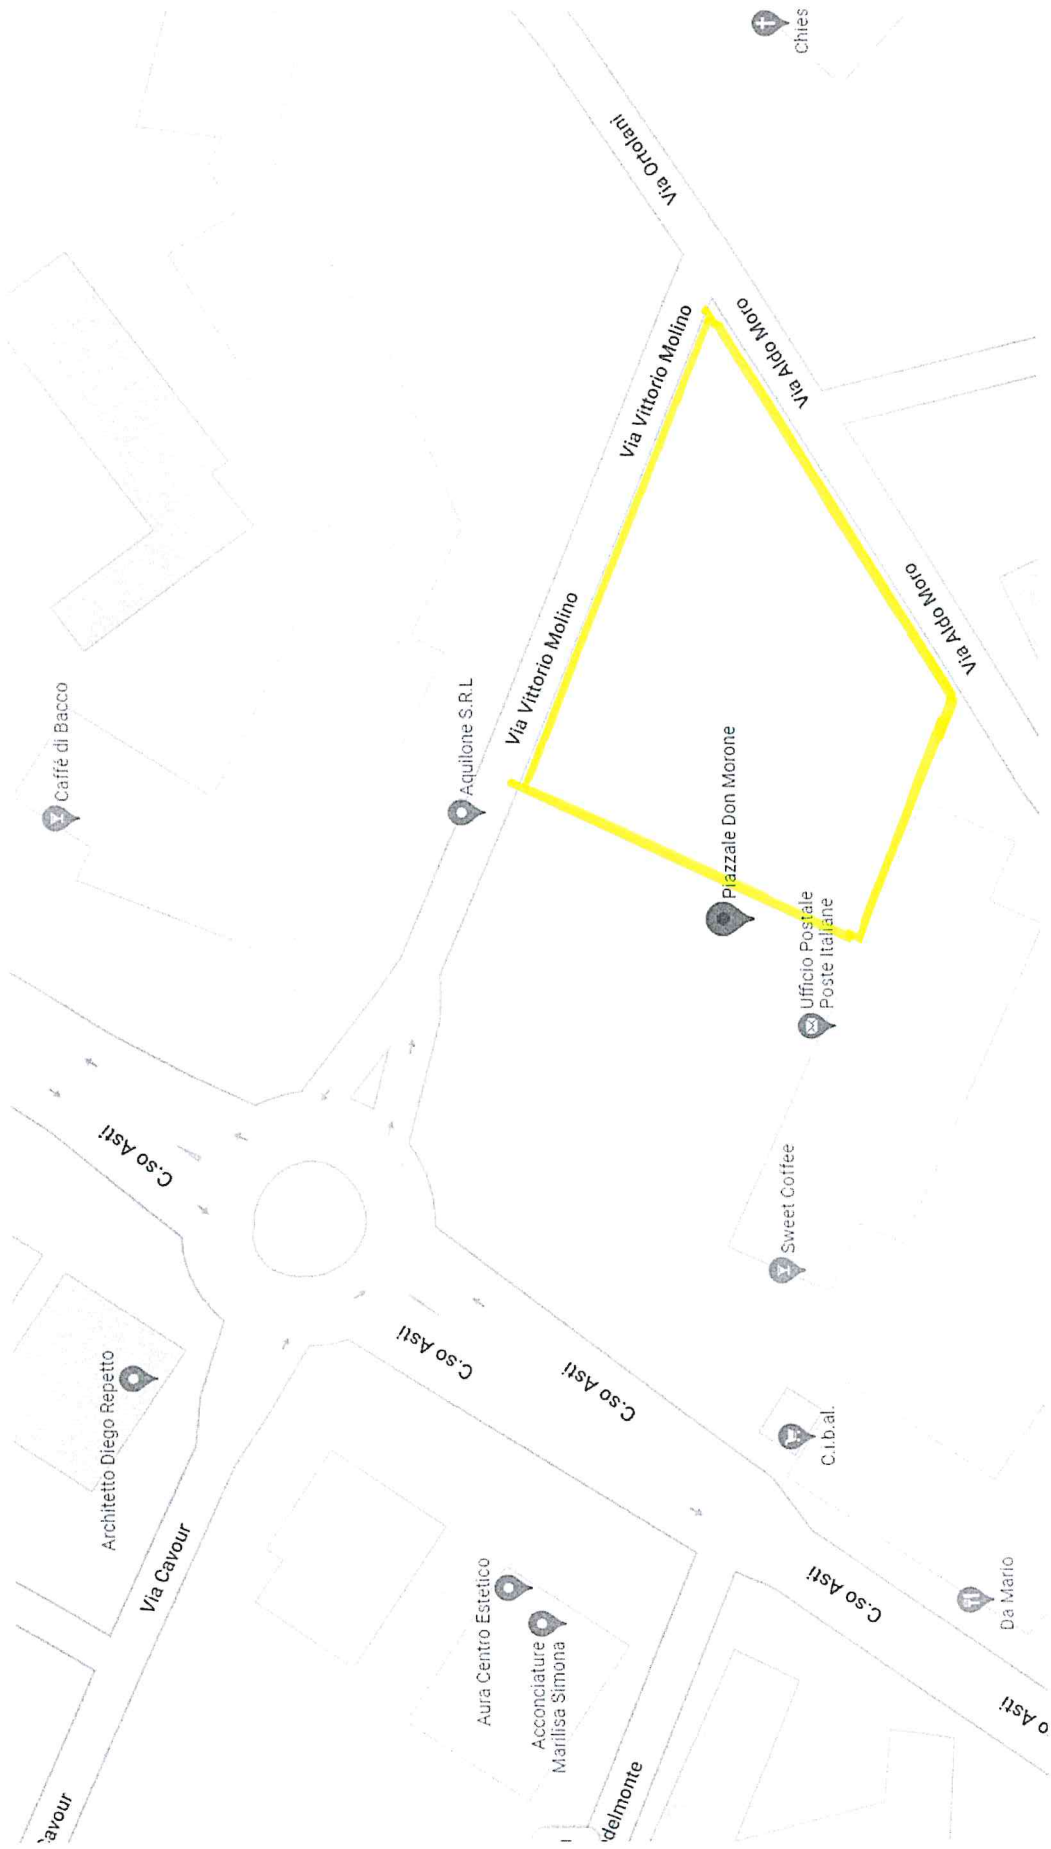 Chies
Via Ortolani
Via Vittorio Molino
Via Aldo Moro
Via Vittorio Molino
Via Aldo Moro
Caffè di Bacco
Aquilone S.R.L
Piazzale Don Morone
Ufficio Postale
Poste Italiane
C.so Asti
Sweet Coffee
C.so Asti
C.so Asti
Architetto Diego Repetto
C.i.b.al.
Via Cavour
C.so Asti
Aura Centro Estetico
Acconciature
Marilisa Simona
Da Mario
o Asti
delmonte
avour